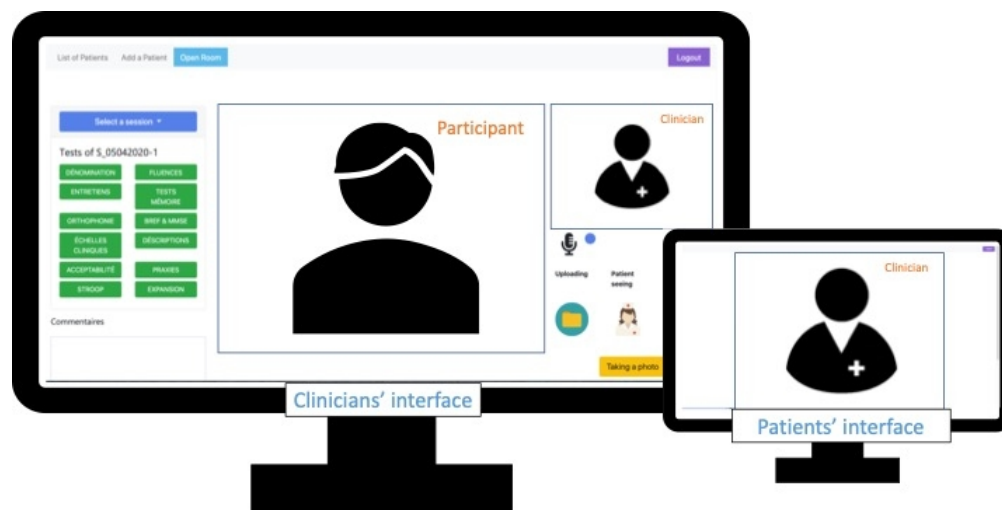 List of Patients Add a Patient Open Room Logout
Select a session
Tests of S_05042020-1
DÉNOMINATION FLUENCES
ENTRETIENS TESTS
MÉMOIRE
ORTHOPHONIE BREF & MMSE
ÉCHELLES
CLINIQUES DÉSCRIPTIONS
ACCEPTABILITÉ PRAXIES
STROOP EXPANSION
Commentaires
Participant
Clinician
Uploading Patient
seeing
Taking a photo
Clinicians' interface
Clinician
Patients' interface